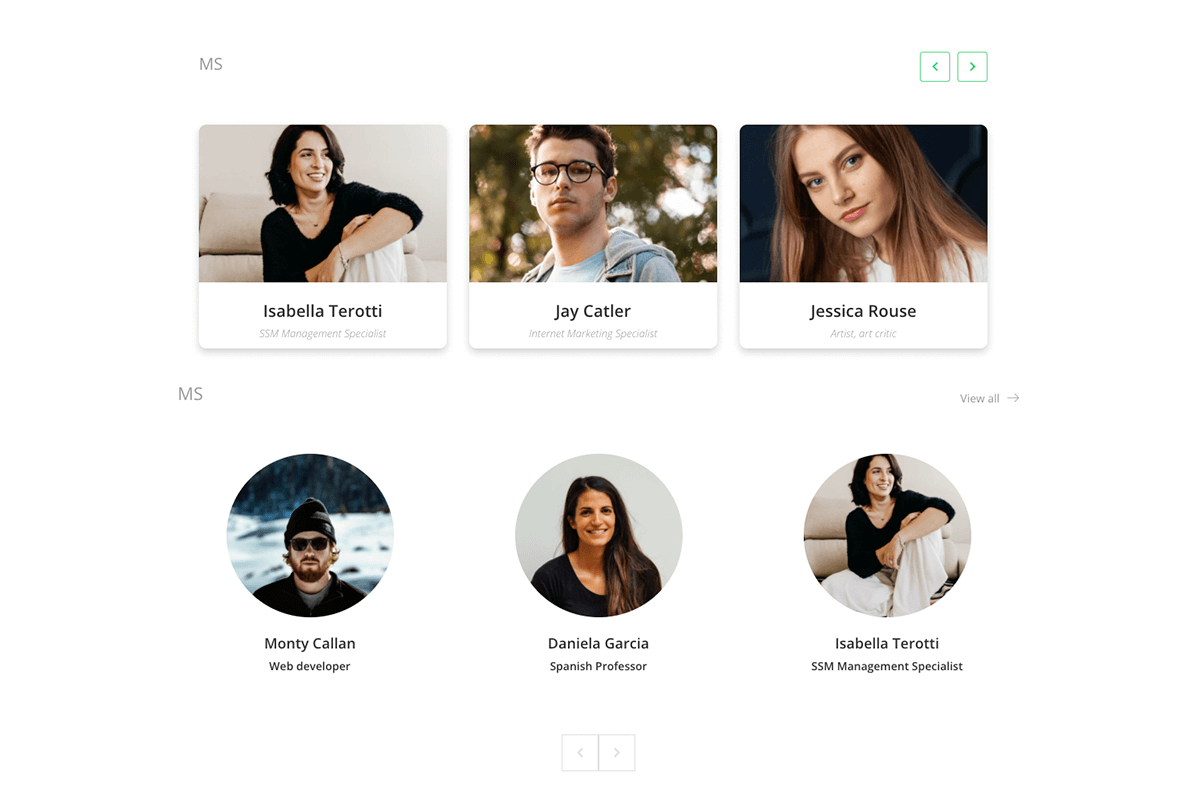 MS
Isabella Terotti
SSM Management Specialist
Jay Catler
Internet Marketing Specialist
Jessica Rouse
Artist, art critic
MS
View all
Monty Callan
Web developer
Daniela Garcia
Spanish Professor
Isabella Terotti
SSM Management Specialist